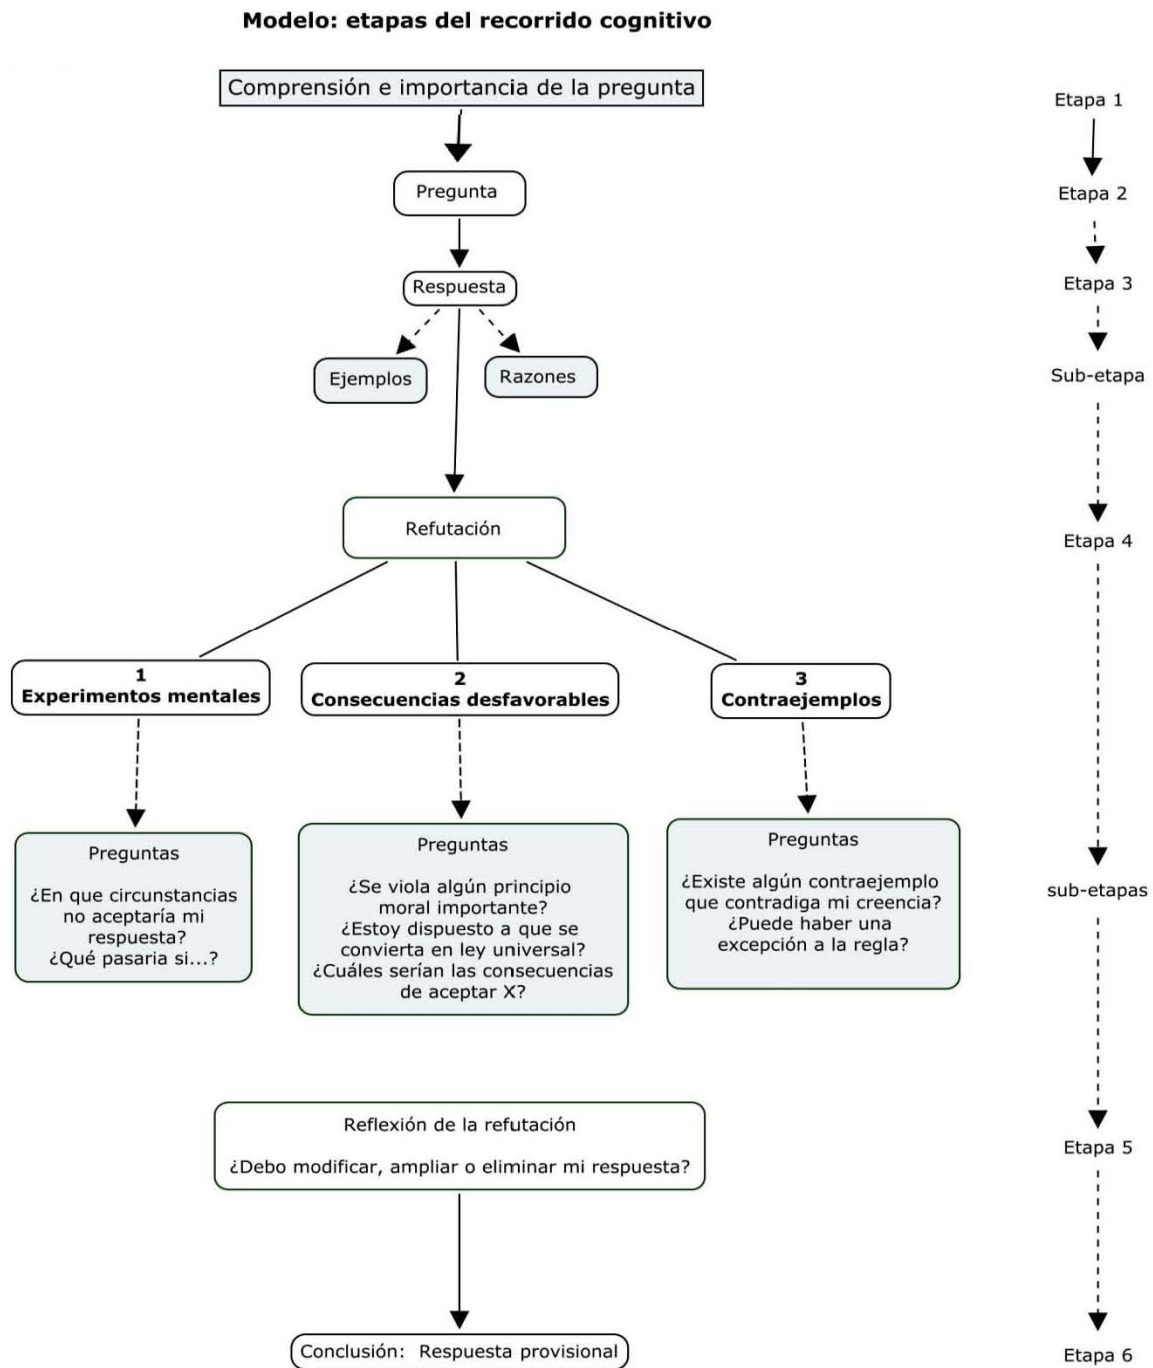 Modelo: etapas del recorrido cognitivo
Comprensión e importancia de la pregunta
Etapa 1
Pregunta
Etapa 2
Respuesta
Etapa 3
Ejemplos
Razones
Sub-etapa
Refutación
Etapa 4
1
Experimentos mentales
2
Consecuencias desfavorables
3
Contraejemplos
Preguntas
¿En que circunstancias
no aceptaría mi
respuesta?
¿Qué pasaria si...?
Preguntas
¿Se viola algún principio
moral importante?
¿Estoy dispuesto a que se
convierta en ley universal?
¿Cuáles serían las consecuencias
de aceptar X?
Preguntas
¿Existe algún contraejemplo
que contradiga mi creencia?
¿Puede haber una
excepción a la regla?
sub-etapas
Reflexión de la refutación
¿Debo modificar, ampliar o eliminar mi respuesta?
Etapa 5
Conclusión: Respuesta provisional
Etapa 6